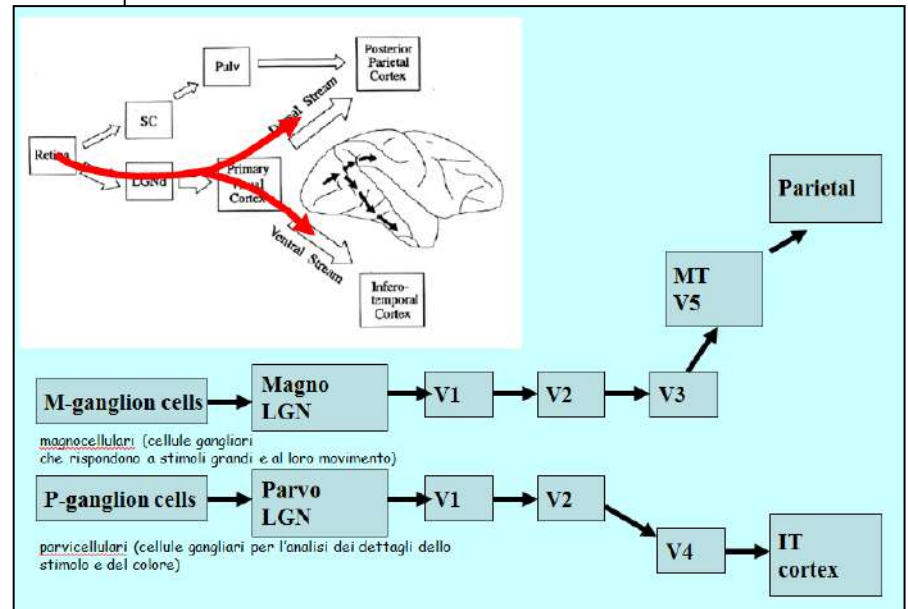 Posterior
Parietal
Cortex
Pulv
SC
Dorsal Stream
Retina
LGNd
Primary
Visual
Cortex
Ventral Stream
Infero-
temporal
Cortex
Parietal
MT
V5
M-ganglion cells
Magno
LGN
V1
V2
V3
magnocellulari (cellule gangliari
che rispondono a stimoli grandi e al loro movimento)
P-ganglion cells
Parvo
LGN
V1
V2
V4
IT
cortex
parvicellulari (cellule gangliari per l'analisi dei dettagli dello
stimolo e del colore)